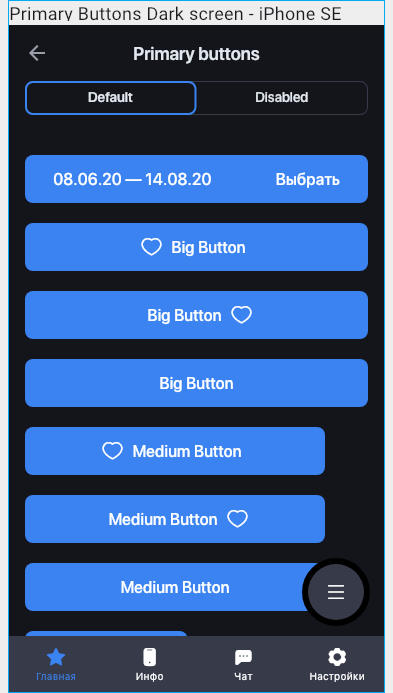 Primary Buttons Dark screen - iPhone SE
Primary buttons
Default Disabled
08.06.20 — 14.08.20 Выбрать
Big Button
Big Button
Big Button
Medium Button
Medium Button
Medium Button
Главная Инфо Чат Настройки